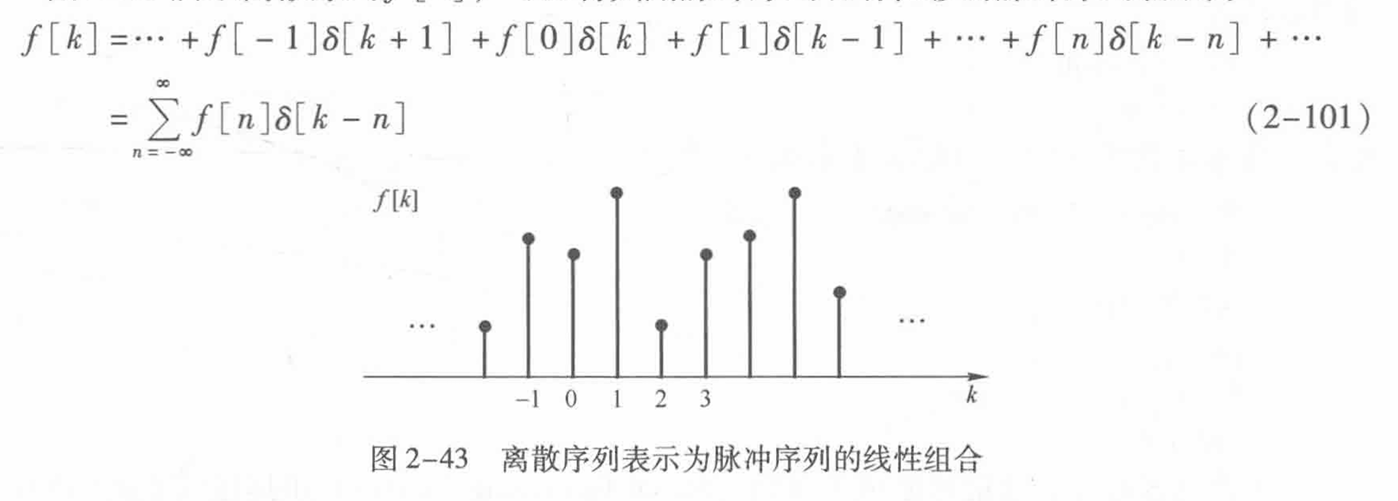 f[k]=⋯+f[-1]δ[k+1]+f[0]δ[k]+f[1]δ[k-1]+⋯+f[n]δ[k-n]+⋯
=∑_{n=-∞}^{∞} f[n]δ[k-n] (2-101)
f[k]
⋯ ⋯
-1 0 1 2 3 k
图 2-43 离散序列表示为脉冲序列的线性组合